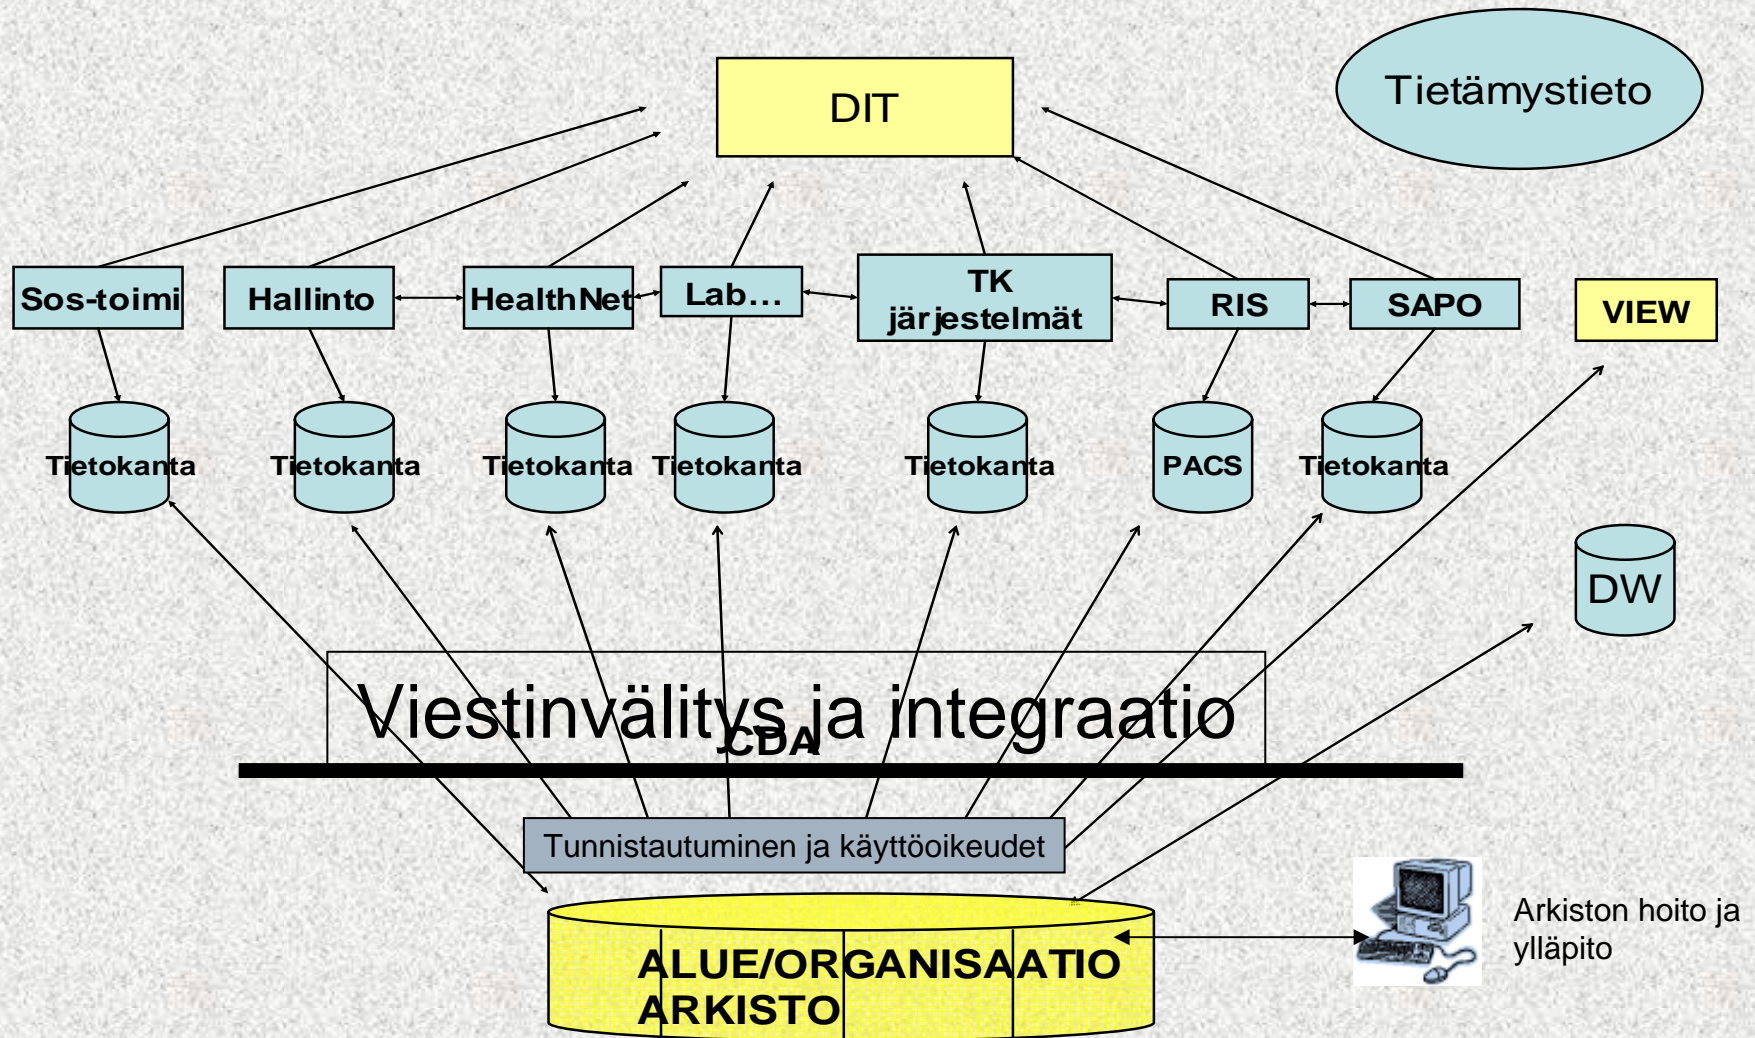 Tietämystieto
DIT
Sos-toimi
Hallinto
HealthNet
Lab...
TK
järjestelmät
RIS
SAPO
VIEW
Tietokanta
Tietokanta
Tietokanta
Tietokanta
Tietokanta
PACS
Tietokanta
DW
Viestinvälitys ja integraatio
CDA
Tunnistautuminen ja käyttöoikeudet
ALUE/ORGANISAATIO
ARKISTO
Arkiston hoito ja
ylläpito